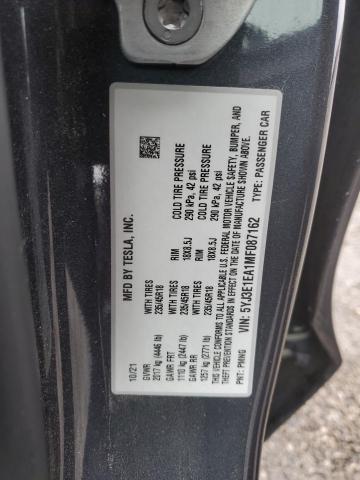 MFD BY TESLA, INC.
10/21
GVWR
2017 kg (4446 lb)
GAWR FRT
1110 kg (2447 lb)
WITH TIRES
235/45R18
RIM
18X8.5J
COLD TIRE PRESSURE
290 kPa, 42 psi
GAWR RR
1257 kg (2771 lb)
WITH TIRES
235/45R18
RIM
18X8.5J
COLD TIRE PRESSURE
290 kPa, 42 psi
THIS VEHICLE CONFORMS TO ALL APPLICABLE U.S. FEDERAL MOTOR VEHICLE SAFETY, BUMPER, AND
THEFT PREVENTION STANDARDS IN EFFECT ON THE DATE OF MANUFACTURE SHOWN ABOVE.
PNT: PMNG
VIN: 5YJ3E1EA1MF087162
TYPE: PASSENGER CAR